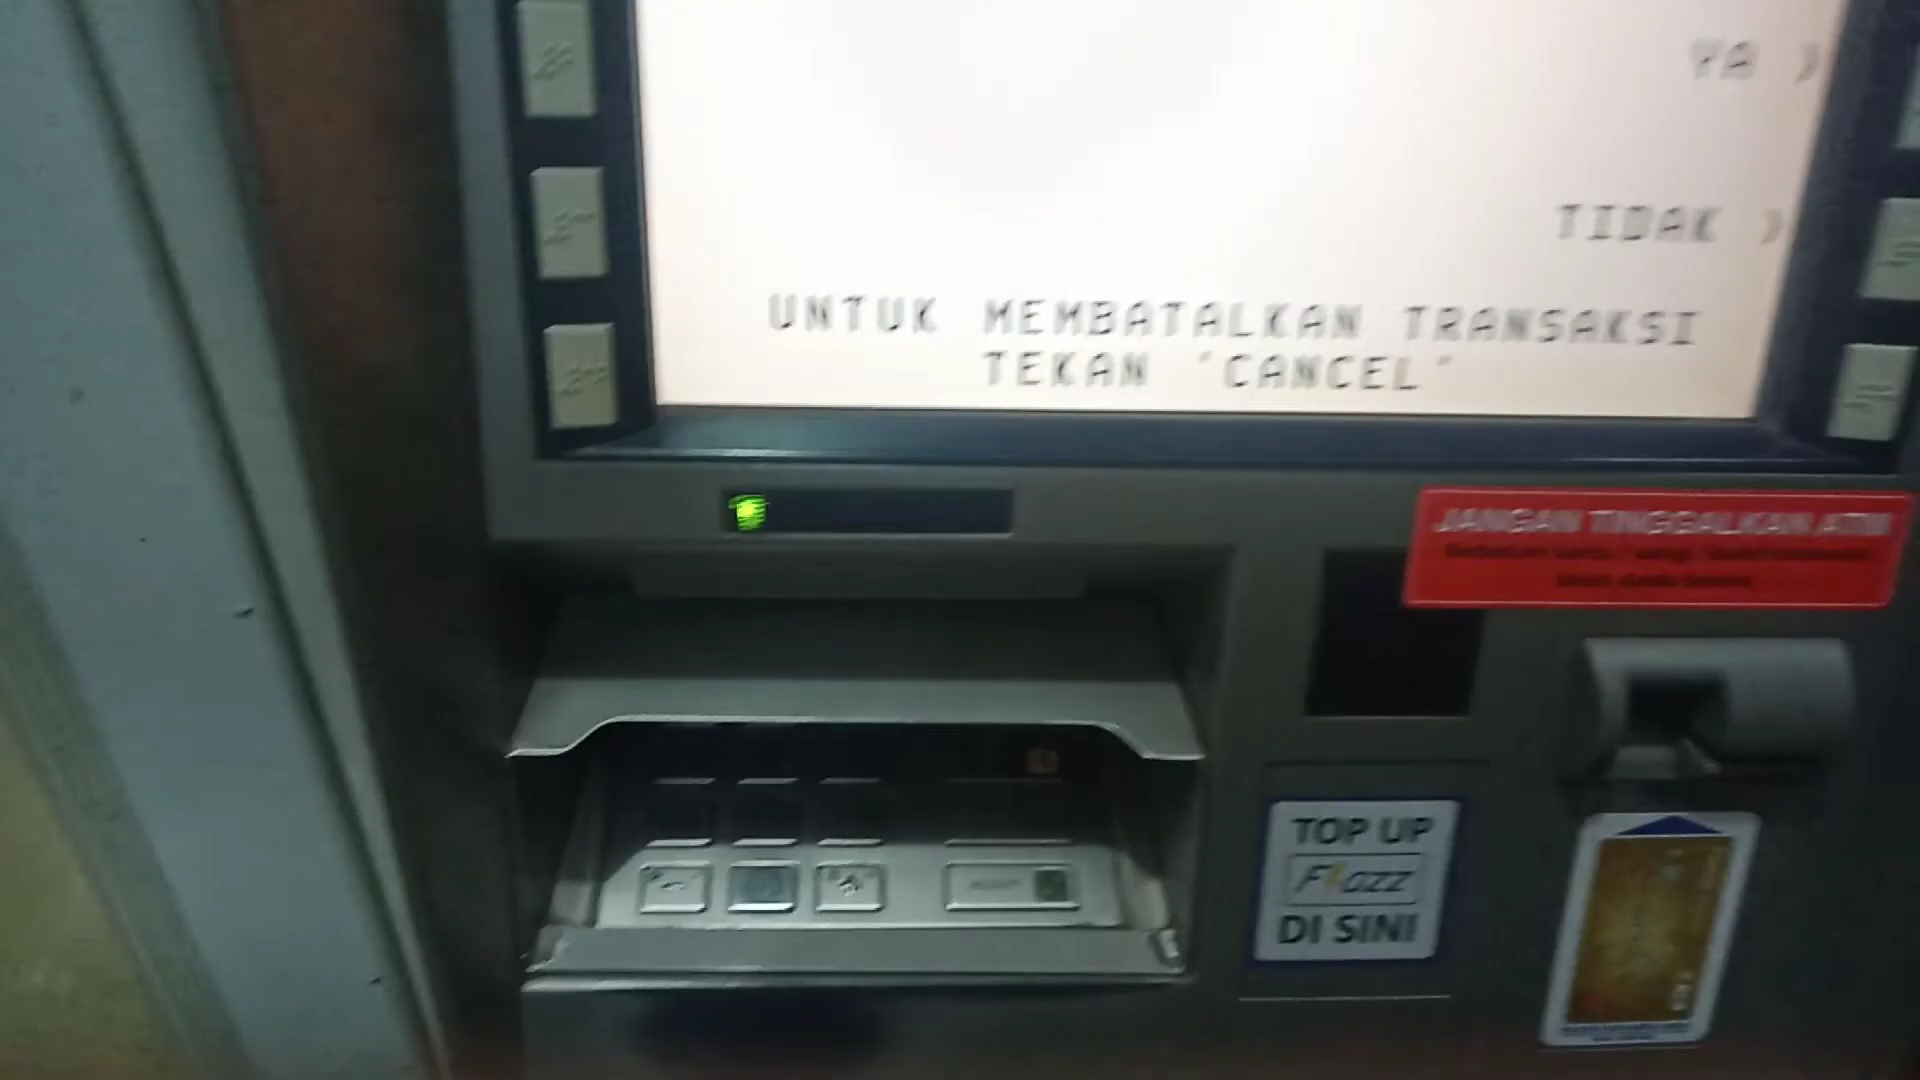 YA >
TIDAK >
UNTUK MEMBATALKAN TRANSAKSI
TEKAN "CANCEL"
JANGAN TINGGALKAN ATM
TOP UP
Flazz
DI SINI